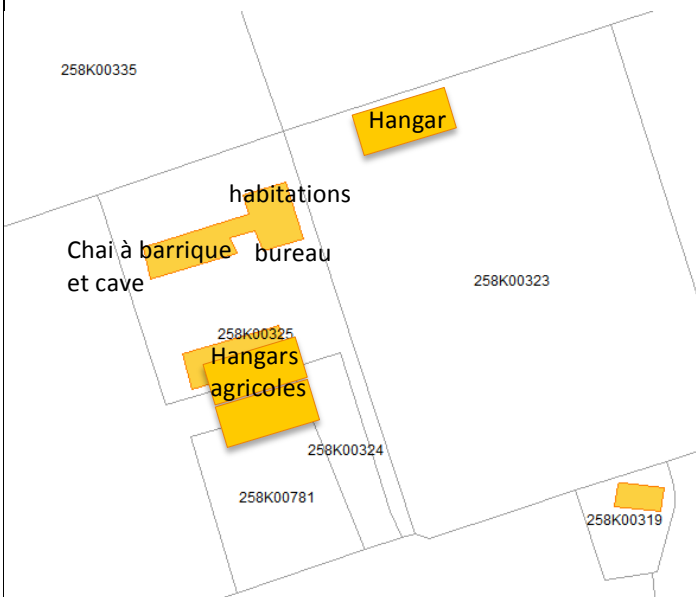 258K00335
Hangar
habitations
Chai à barrique
et cave
bureau
258K00323
258K00325
Hangars
agricoles
258K00324
258K00781
258K00319